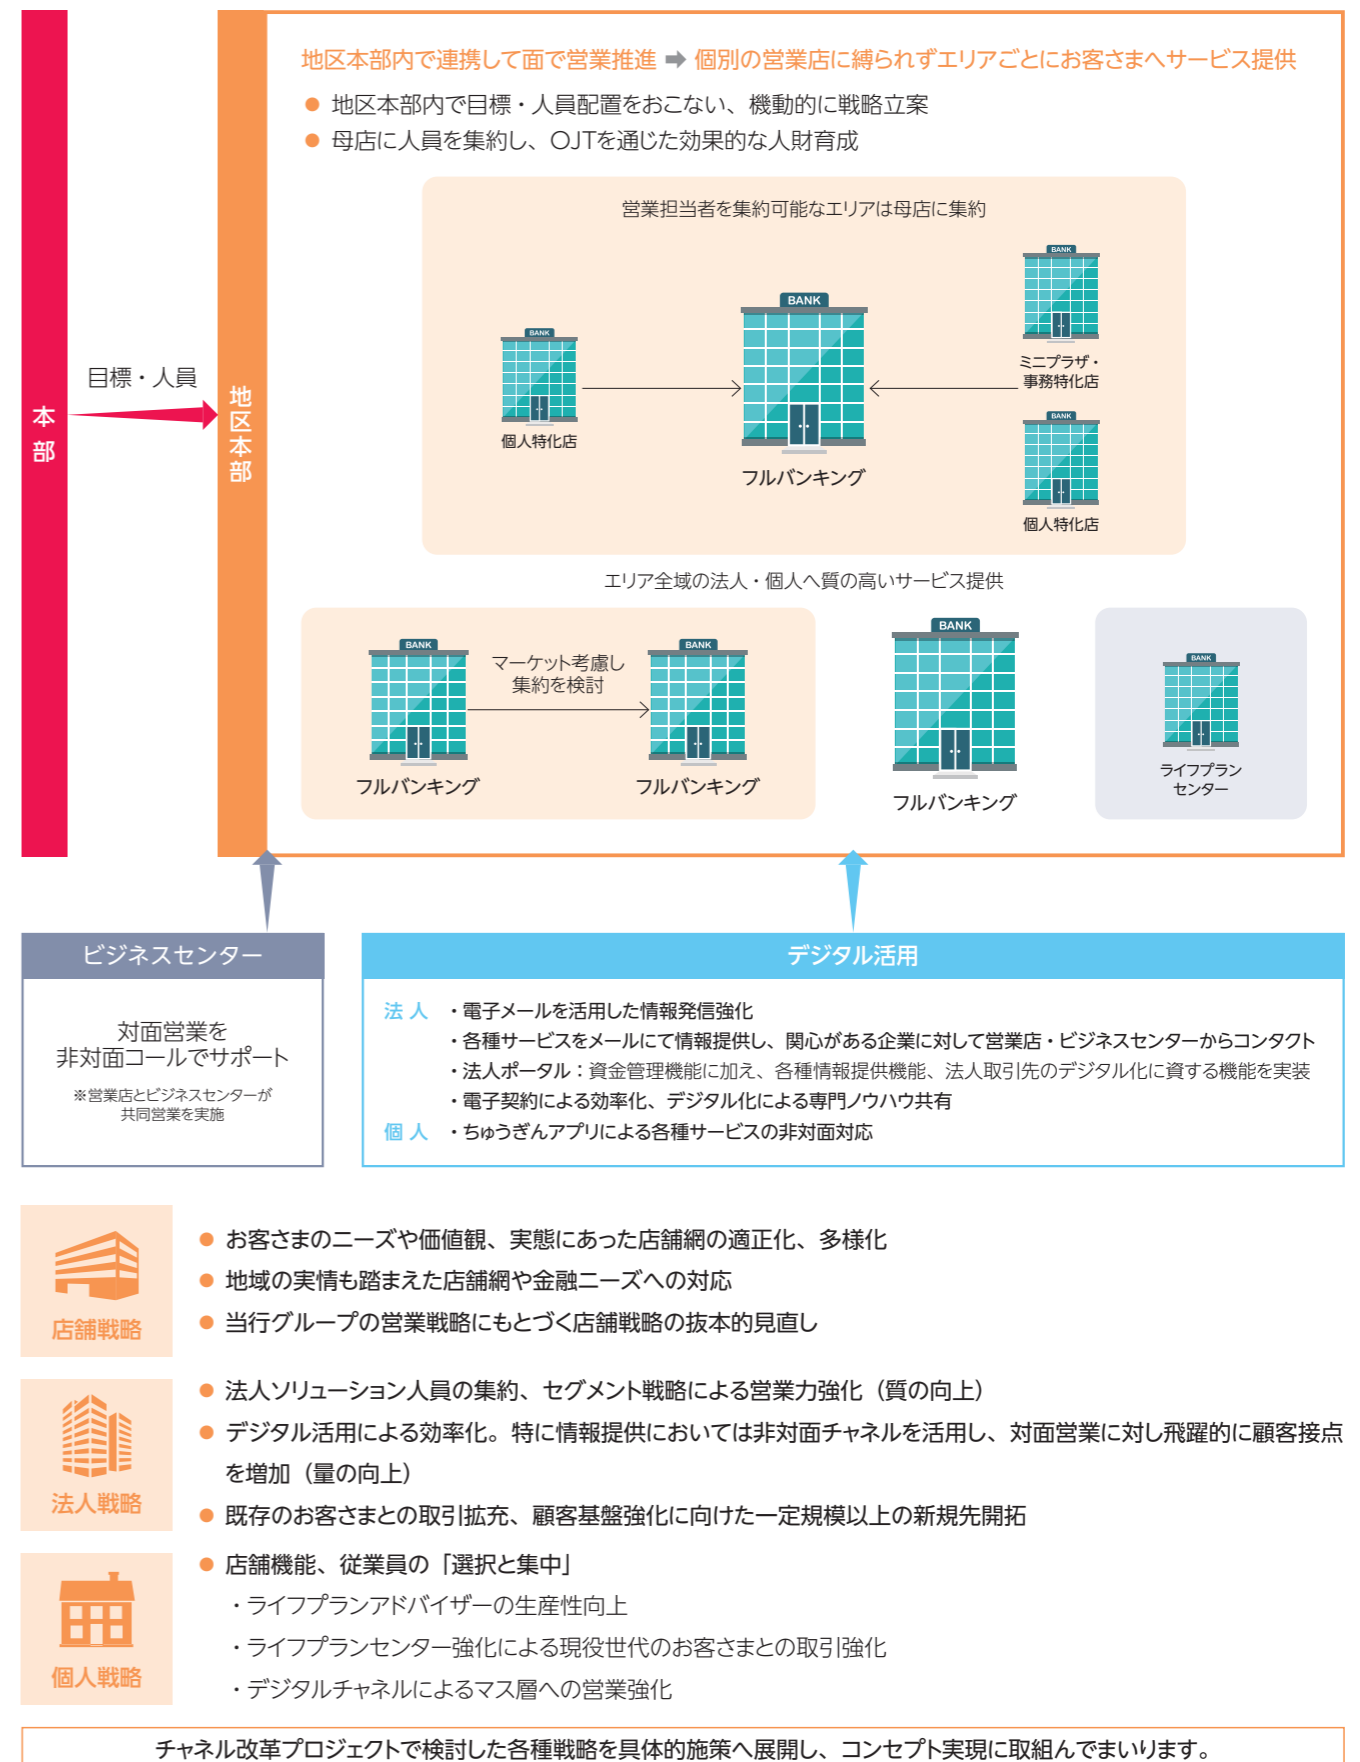 地区本部内で連携して面で営業推進 ➡ 個別の営業店に縛られずエリアごとにお客さまへサービス提供
● 地区本部内で目標・人員配置をおこない、機動的に戦略立案
● 母店に人員を集約し、OJTを通じた効果的な人財育成
営業担当者を集約可能なエリアは母店に集約
BANK
BANK
BANK
ミニプラザ・
事務特化店
目標・人員
本部
地区本部
個人特化店
フルバンキング
BANK
個人特化店
エリア全域の法人・個人へ質の高いサービス提供
BANK
マーケット考慮し
集約を検討
BANK
BANK
BANK
フルバンキング
フルバンキング
フルバンキング
ライフプラン
センター
ビジネスセンター
対面営業を
非対面コールでサポート
※営業店とビジネスセンターが
共同営業を実施
デジタル活用
法人 ・電子メールを活用した情報発信強化
・各種サービスをメールにて情報提供し、関心がある企業に対して営業店・ビジネスセンターからコンタクト
・法人ポータル：資金管理機能に加え、各種情報提供機能、法人取引先のデジタル化に資する機能を実装
・電子契約による効率化、デジタル化による専門ノウハウ共有
個人 ・ちゅうぎんアプリによる各種サービスの非対面対応
店舗戦略
● お客さまのニーズや価値観、実態にあった店舗網の適正化、多様化
● 地域の実情も踏まえた店舗網や金融ニーズへの対応
● 当行グループの営業戦略にもとづく店舗戦略の抜本的見直し
法人戦略
● 法人ソリューション人員の集約、セグメント戦略による営業力強化（質の向上）
● デジタル活用による効率化。特に情報提供においては非対面チャネルを活用し、対面営業に対し飛躍的に顧客接点
を増加（量の向上）
● 既存のお客さまとの取引拡充、顧客基盤強化に向けた一定規模以上の新規先開拓
個人戦略
● 店舗機能、従業員の「選択と集中」
・ライフプランアドバイザーの生産性向上
・ライフプランセンター強化による現役世代のお客さまとの取引強化
・デジタルチャネルによるマス層への営業強化
チャネル改革プロジェクトで検討した各種戦略を具体的施策へ展開し、コンセプト実現に取組んでまいります。